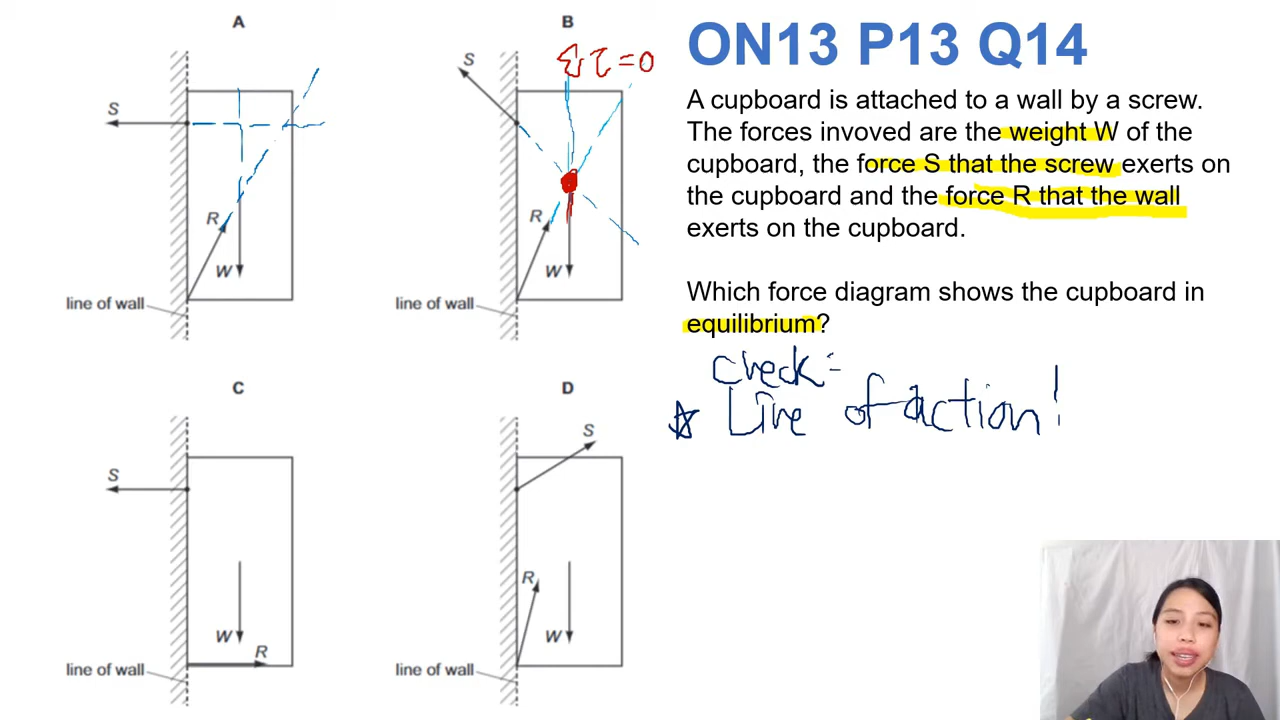 ON13 P13 Q14
A cupboard is attached to a wall by a screw.
The forces invoved are the weight W of the
cupboard, the force S that the screw exerts on
the cupboard and the force R that the wall
exerts on the cupboard.
Which force diagram shows the cupboard in
equilibrium?
check:
☆ Line of action!
A
S
R
W
line of wall
B
Στ=0
S
R
W
line of wall
C
S
W
R
line of wall
D
S
R
W
line of wall